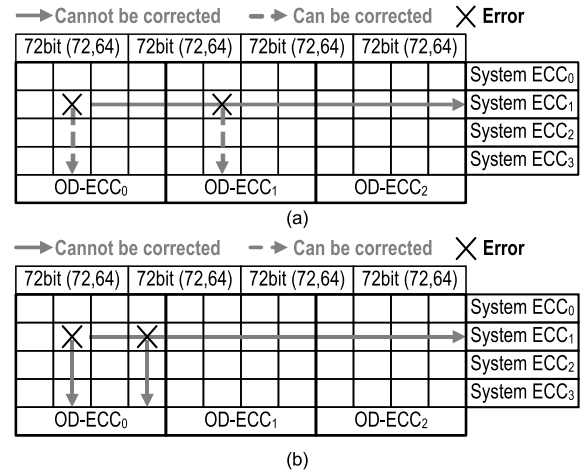 Cannot be corrected Can be corrected Error
72bit (72,64) 72bit (72,64) 72bit (72,64) 72bit (72,64)
System ECC₀
System ECC₁
System ECC₂
System ECC₃
OD-ECC₀ OD-ECC₁ OD-ECC₂
(a)
Cannot be corrected Can be corrected Error
72bit (72,64) 72bit (72,64) 72bit (72,64) 72bit (72,64)
System ECC₀
System ECC₁
System ECC₂
System ECC₃
OD-ECC₀ OD-ECC₁ OD-ECC₂
(b)